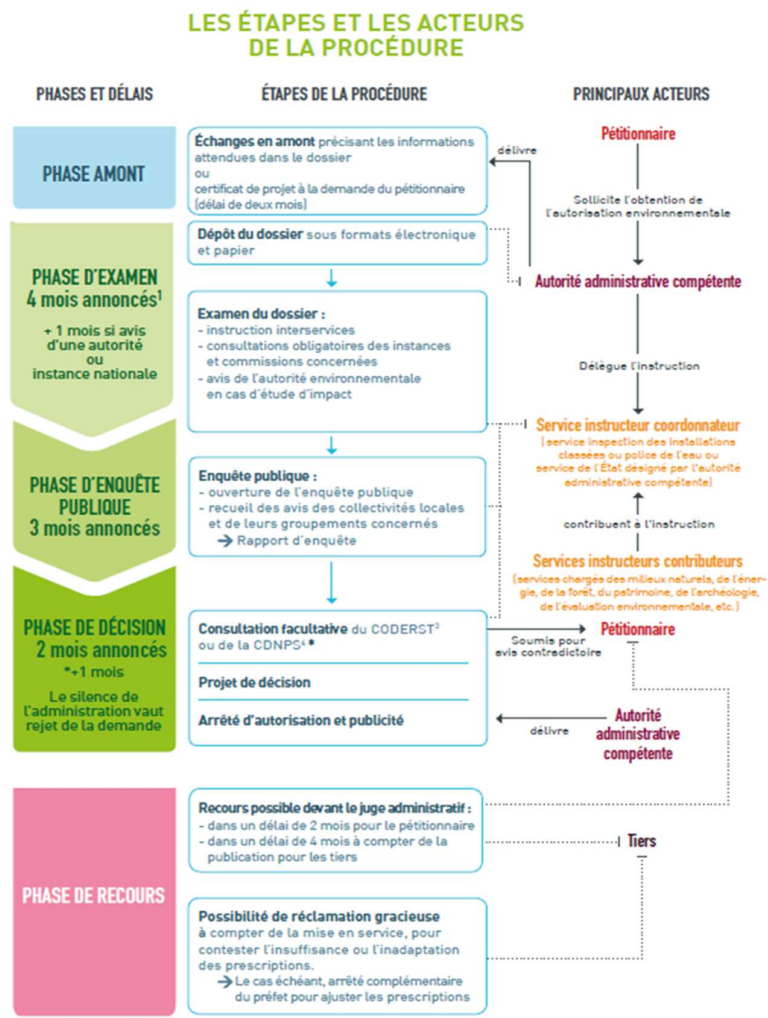 LES ÉTAPES ET LES ACTEURS
DE LA PROCÉDURE
PHASES ET DÉLAIS
ÉTAPES DE LA PROCÉDURE
PRINCIPAUX ACTEURS
PHASE AMONT
Échanges en amont précisant les informations
attendues dans le dossier
ou
certificat de projet à la demande du pétitionnaire
(délai de deux mois)
délivre
Pétitionnaire
Sollicite l'obtention de
l'autorisation environnementale
Autorité administrative compétente
PHASE D'EXAMEN
4 mois annoncés¹
+ 1 mois si avis
d'une autorité
ou
instance nationale
Dépôt du dossier sous formats électronique
et papier
Examen du dossier :
- instruction interservices
- consultations obligatoires des instances
et commissions concernées
- avis de l'autorité environnementale
en cas d'étude d'impact
Délègue l'instruction
Service instructeur coordonnateur
( service inspection des installations
classées ou police de l'eau ou
service de l'État désigné par l'autorité
administrative compétente)
PHASE D'ENQUÊTE
PUBLIQUE
3 mois annoncés
Enquête publique :
- ouverture de l'enquête publique
- recueil des avis des collectivités locales
et de leurs groupements concernés
→ Rapport d'enquête
contribuent à l'instruction
Services instructeurs contributeurs
(services chargés des milieux naturels, de l'éner-
gie, de la forêt, du patrimoine, de l'archéologie,
de l'évaluation environnementale, etc.)
PHASE DE DÉCISION
2 mois annoncés
*+1 mois
Le silence de
l'administration vaut
rejet de la demande
Consultation facultative du CODERST³
ou de la CDNPS⁴ *
Projet de décision
Arrêté d'autorisation et publicité
Soumis pour
avis contradictoire
Pétitionnaire
délivre
Autorité
administrative
compétente
PHASE DE RECOURS
Recours possible devant le juge administratif :
- dans un délai de 2 mois pour le pétitionnaire
- dans un délai de 4 mois à compter de la
publication pour les tiers
Tiers
Possibilité de réclamation gracieuse
à compter de la mise en service, pour
contester l'insuffisance ou l'inadaptation
des prescriptions.
→ Le cas échéant, arrêté complémentaire
du préfet pour ajuster les prescriptions